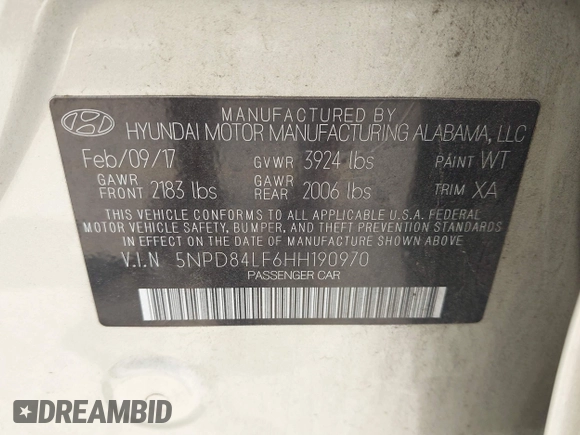 MANUFACTURED BY
HYUNDAI MOTOR MANUFACTURING ALABAMA, LLC
Feb/09/17 GVWR 3924 lbs PAINT WT
GAWR FRONT 2183 lbs GAWR REAR 2006 lbs TRIM XA
THIS VEHICLE CONFORMS TO ALL APPLICABLE U.S.A. FEDERAL
MOTOR VEHICLE SAFETY, BUMPER, AND THEFT PREVENTION STANDARDS
IN EFFECT ON THE DATE OF MANUFACTURE SHOWN ABOVE.
V.I.N 5NPD84LF6HH190970
PASSENGER CAR
DREAMBID